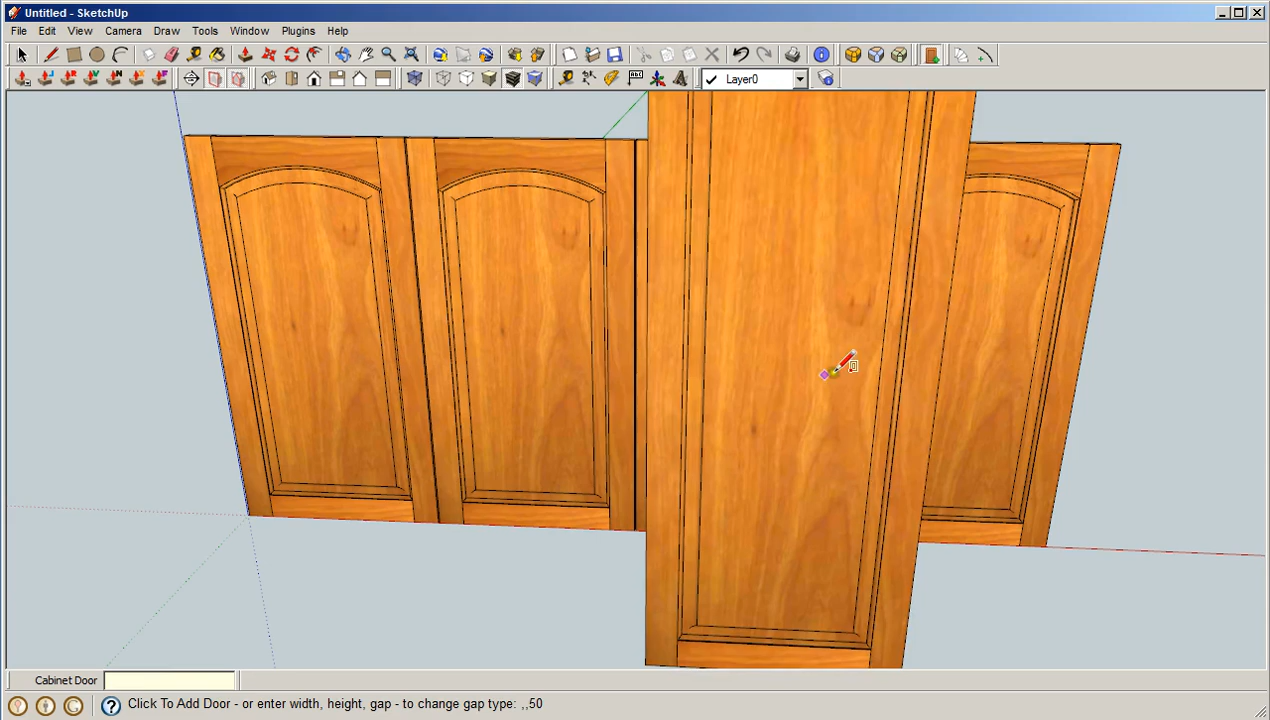 Untitled - SketchUp
File Edit View Camera Draw Tools Window Plugins Help
Layer0
Cabinet Door
Click To Add Door - or enter width, height, gap - to change gap type: ,,50